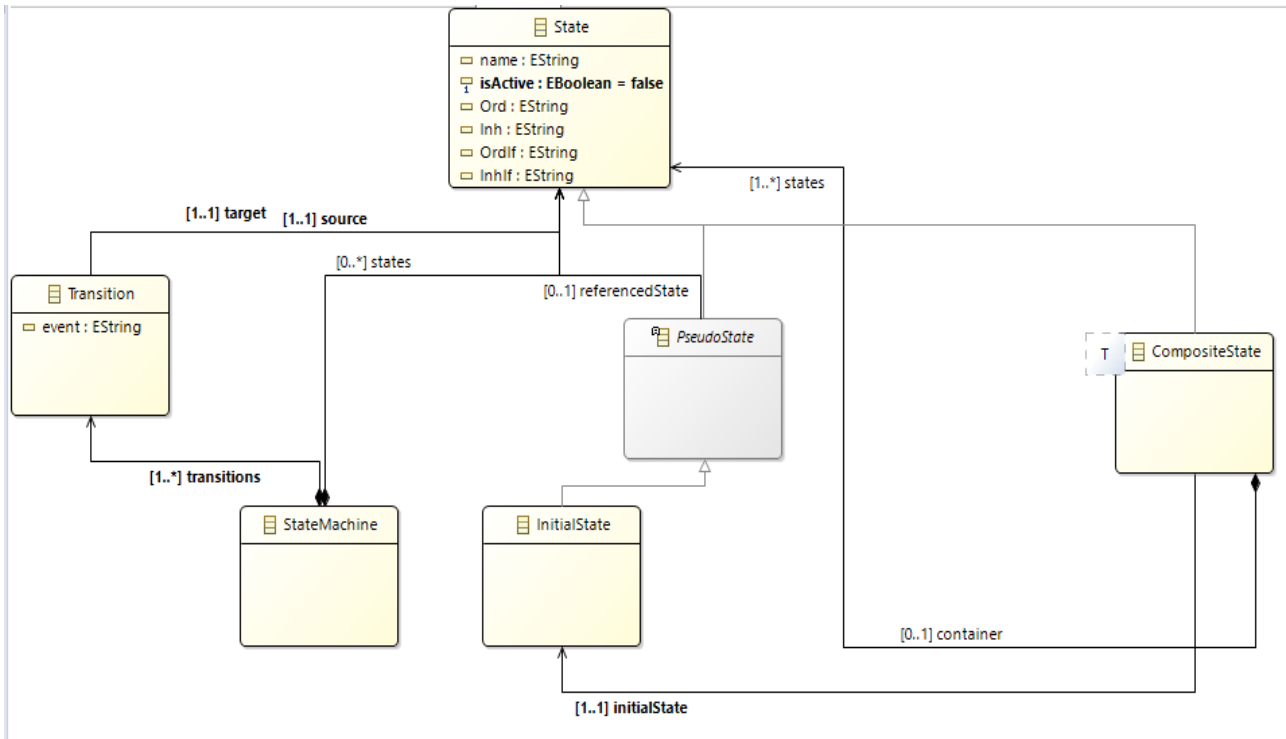 State
name : EString
1
isActive : EBoolean = false
Ord : EString
Inh : EString
OrdIf : EString
InhIf : EString
[1..*] states
[1..1] target
[1..1] source
[0..*] states
[0..1] referencedState
Transition
event : EString
PseudoState
T
CompositeState
[1..*] transitions
StateMachine
InitialState
[0..1] container
[1..1] initialState